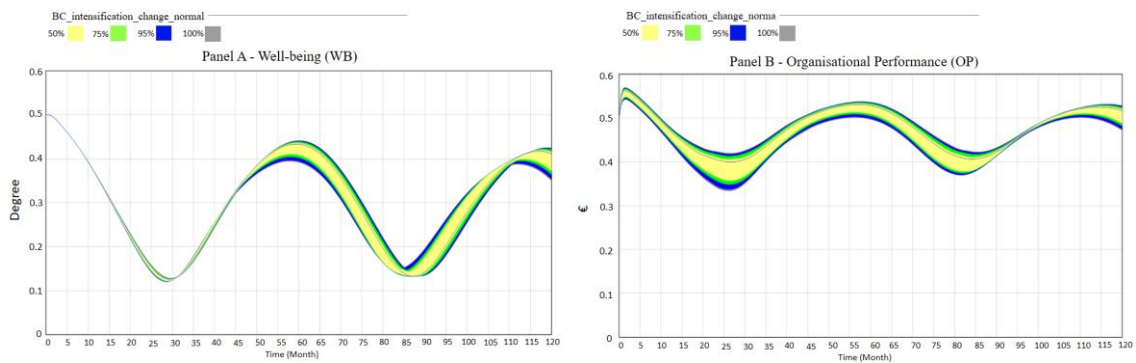 BC_intensification_change_normal
50% 75% 95% 100%
Panel A - Well-being (WB)
0.6
0.5
0.4
0.3
0.2
0.1
0
Degree
0 5 10 15 20 25 30 35 40 45 50 55 60 65 70 75 80 85 90 95 100 105 110 115 120
Time (Month)
BC_intensification_change_norma
50% 75% 95% 100%
Panel B - Organisational Performance (OP)
0.6
0.5
0.4
0.3
0.2
0.1
0
€
0 5 10 15 20 25 30 35 40 45 50 55 60 65 70 75 80 85 90 95 100 105 110 115 120
Time (Month)